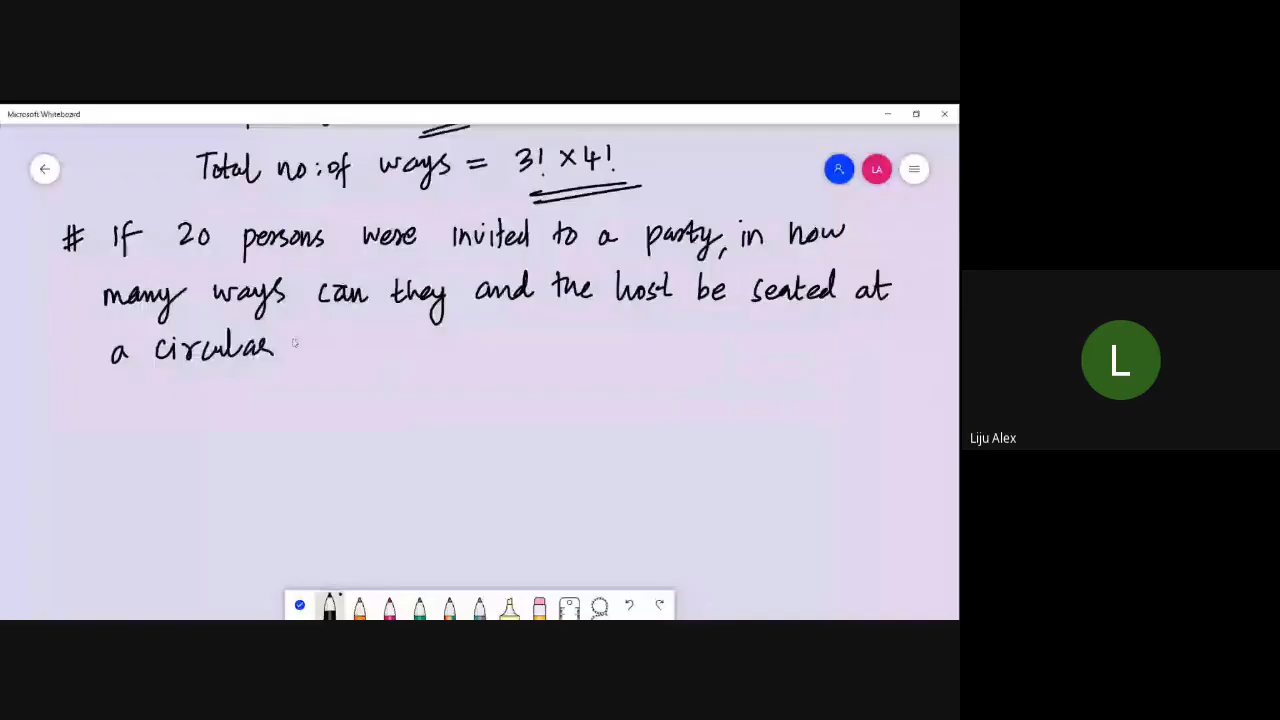 Microsoft Whiteboard
Total no: of ways = 3! × 4!
LA
# If 20 persons were invited to a party, in how
many ways can they and the host be seated at
a circular
L
Liju Alex